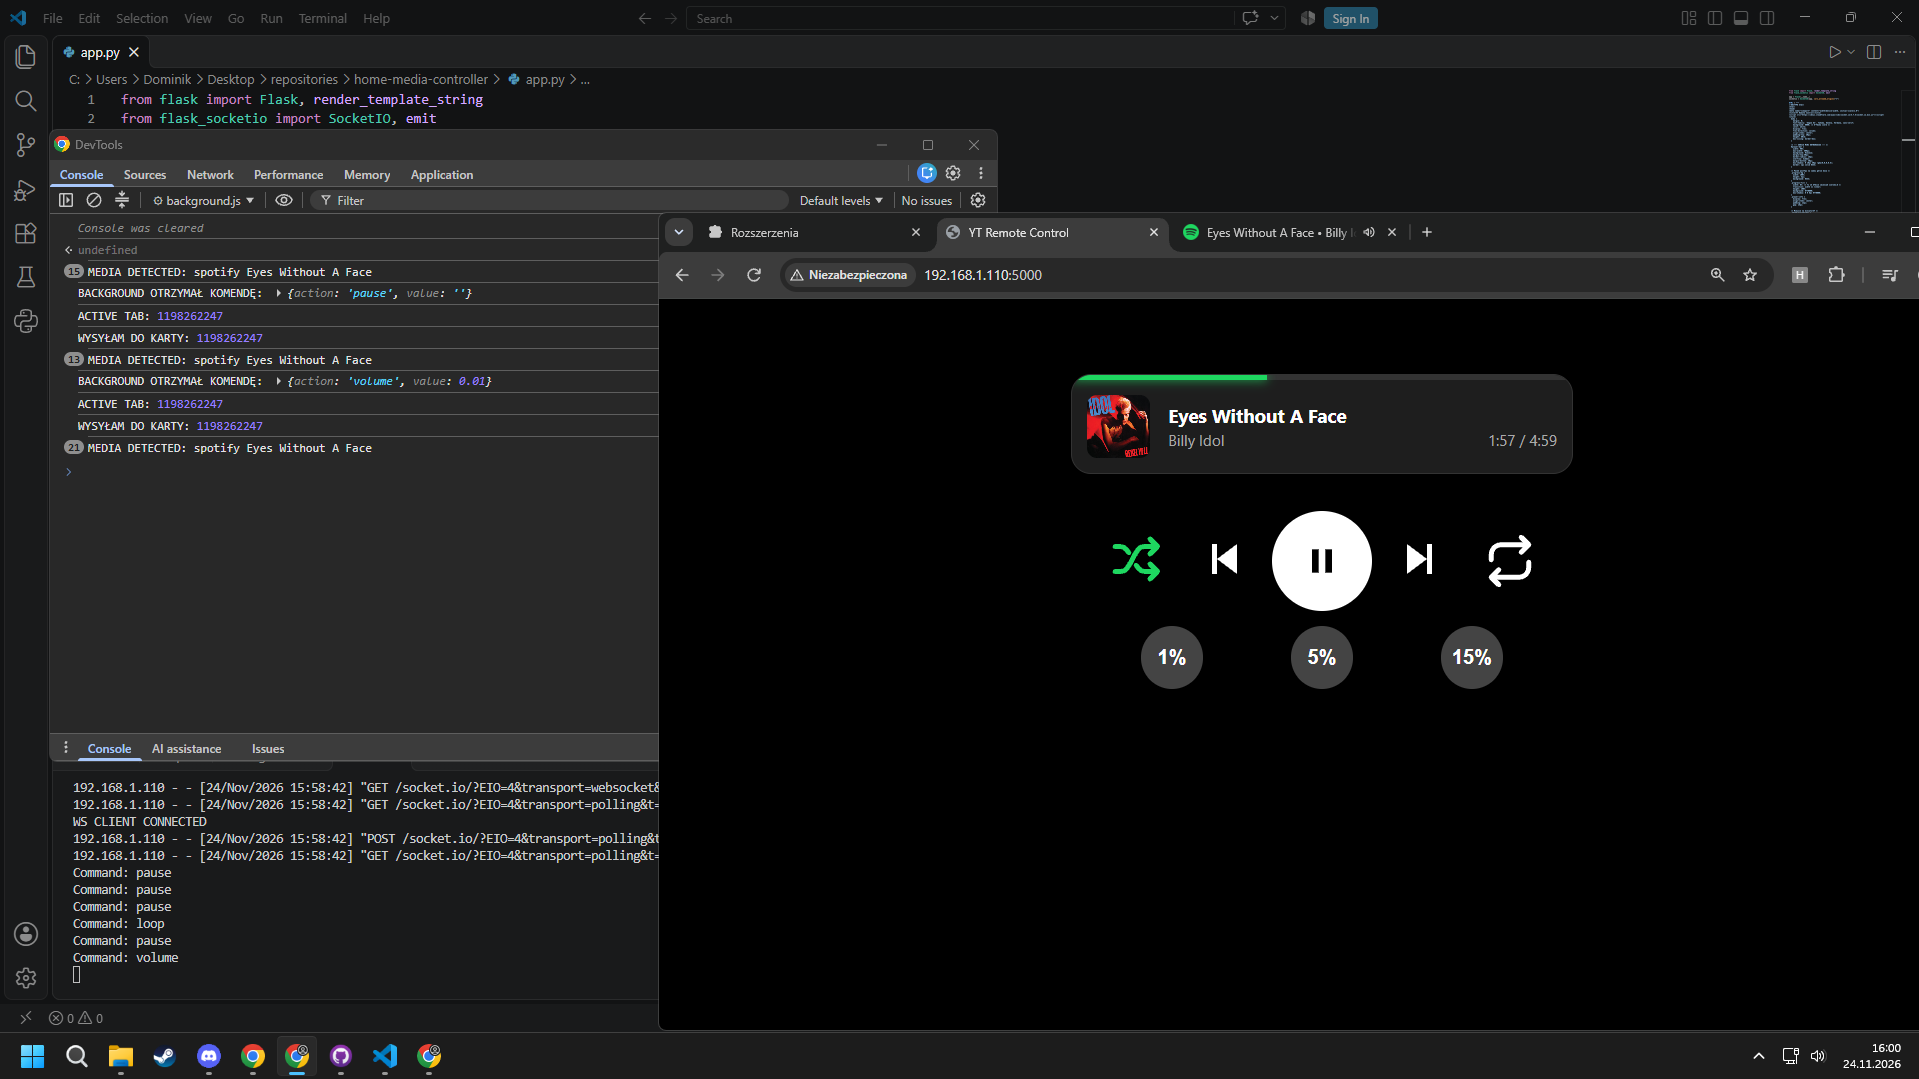 File Edit Selection View Go Run Terminal Help
Search
Sign In
app.py
C: > Users > Dominik > Desktop > repositories > home-media-controller > app.py > ...
1 from flask import Flask, render_template_string
2 from flask_socketio import SocketIO, emit
DevTools
Console Sources Network Performance Memory Application
background.js Filter Default levels No issues
Console was cleared
undefined
15 MEDIA DETECTED: spotify Eyes Without A Face
BACKGROUND OTRZYMAŁ KOMENDĘ: {action: 'pause', value: ''}
ACTIVE TAB: 1198262247
WYSYŁAM DO KARTY: 1198262247
13 MEDIA DETECTED: spotify Eyes Without A Face
BACKGROUND OTRZYMAŁ KOMENDĘ: {action: 'volume', value: 0.01}
ACTIVE TAB: 1198262247
WYSYŁAM DO KARTY: 1198262247
21 MEDIA DETECTED: spotify Eyes Without A Face
Console AI assistance Issues
192.168.1.110 - - [24/Nov/2026 15:58:42] "GET /socket.io/?EIO=4&transport=websocket&
192.168.1.110 - - [24/Nov/2026 15:58:42] "GET /socket.io/?EIO=4&transport=polling&t=
WS CLIENT CONNECTED
192.168.1.110 - - [24/Nov/2026 15:58:42] "POST /socket.io/?EIO=4&transport=polling&t
192.168.1.110 - - [24/Nov/2026 15:58:42] "GET /socket.io/?EIO=4&transport=polling&t=
Command: pause
Command: pause
Command: pause
Command: loop
Command: pause
Command: volume
0 0
Rozszerzenia
YT Remote Control
Eyes Without A Face • Billy
Niezabezpieczona 192.168.1.110:5000
H
IDOL
Eyes Without A Face
Billy Idol
1:57 / 4:59
1% 5% 15%
16:00
24.11.2026